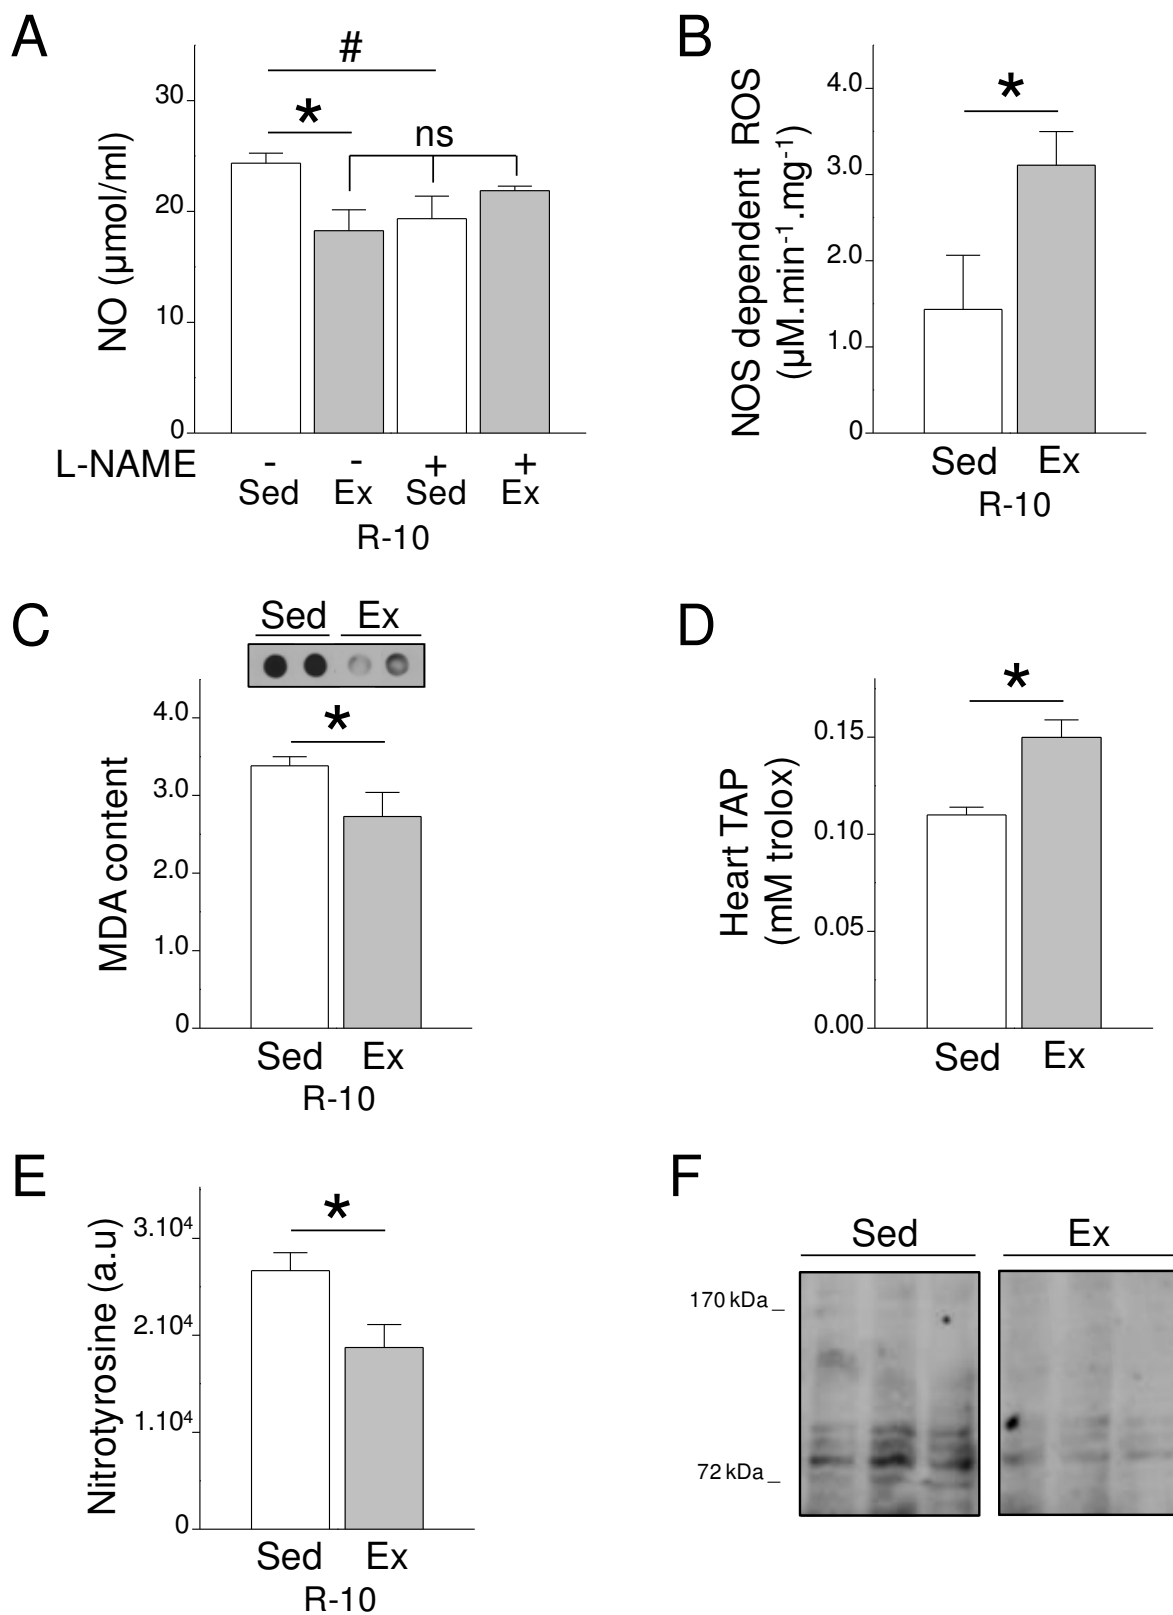 A
#
*
ns
NO (µmol/ml)
30
20
10
0
L-NAME - - + +
Sed Ex Sed Ex
R-10
B
*
NOS dependent ROS
(µM.min⁻¹.mg⁻¹)
4.0
3.0
2.0
1.0
0
Sed Ex
R-10
C
Sed Ex
*
MDA content
4.0
3.0
2.0
1.0
0
Sed Ex
R-10
D
*
Heart TAP
(mM trolox)
0.15
0.10
0.05
0.00
Sed Ex
E
*
Nitrotyrosine (a.u)
3.10⁴
2.10⁴
1.10⁴
0
Sed Ex
R-10
F
Sed Ex
170 kDa _
72 kDa _